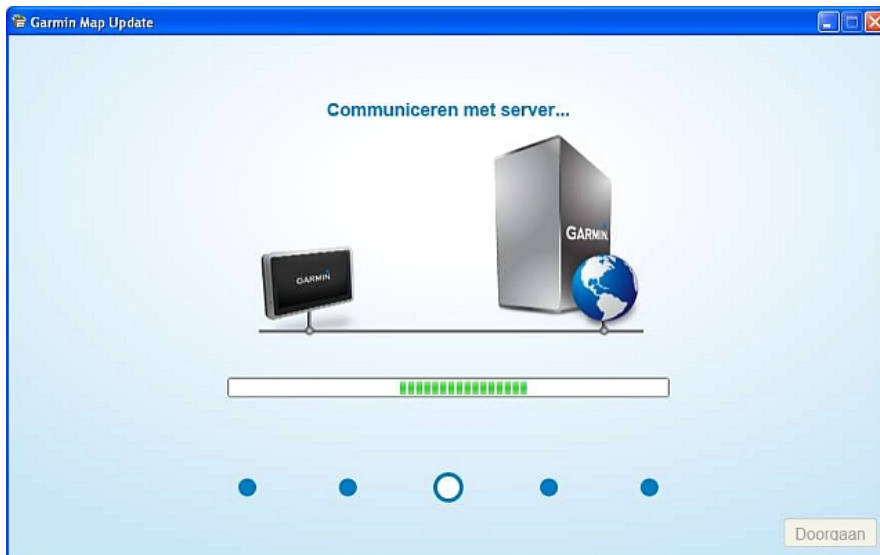 Garmin Map Update
Communiceren met server...
GARMIN
GARMIN
Doorgaan